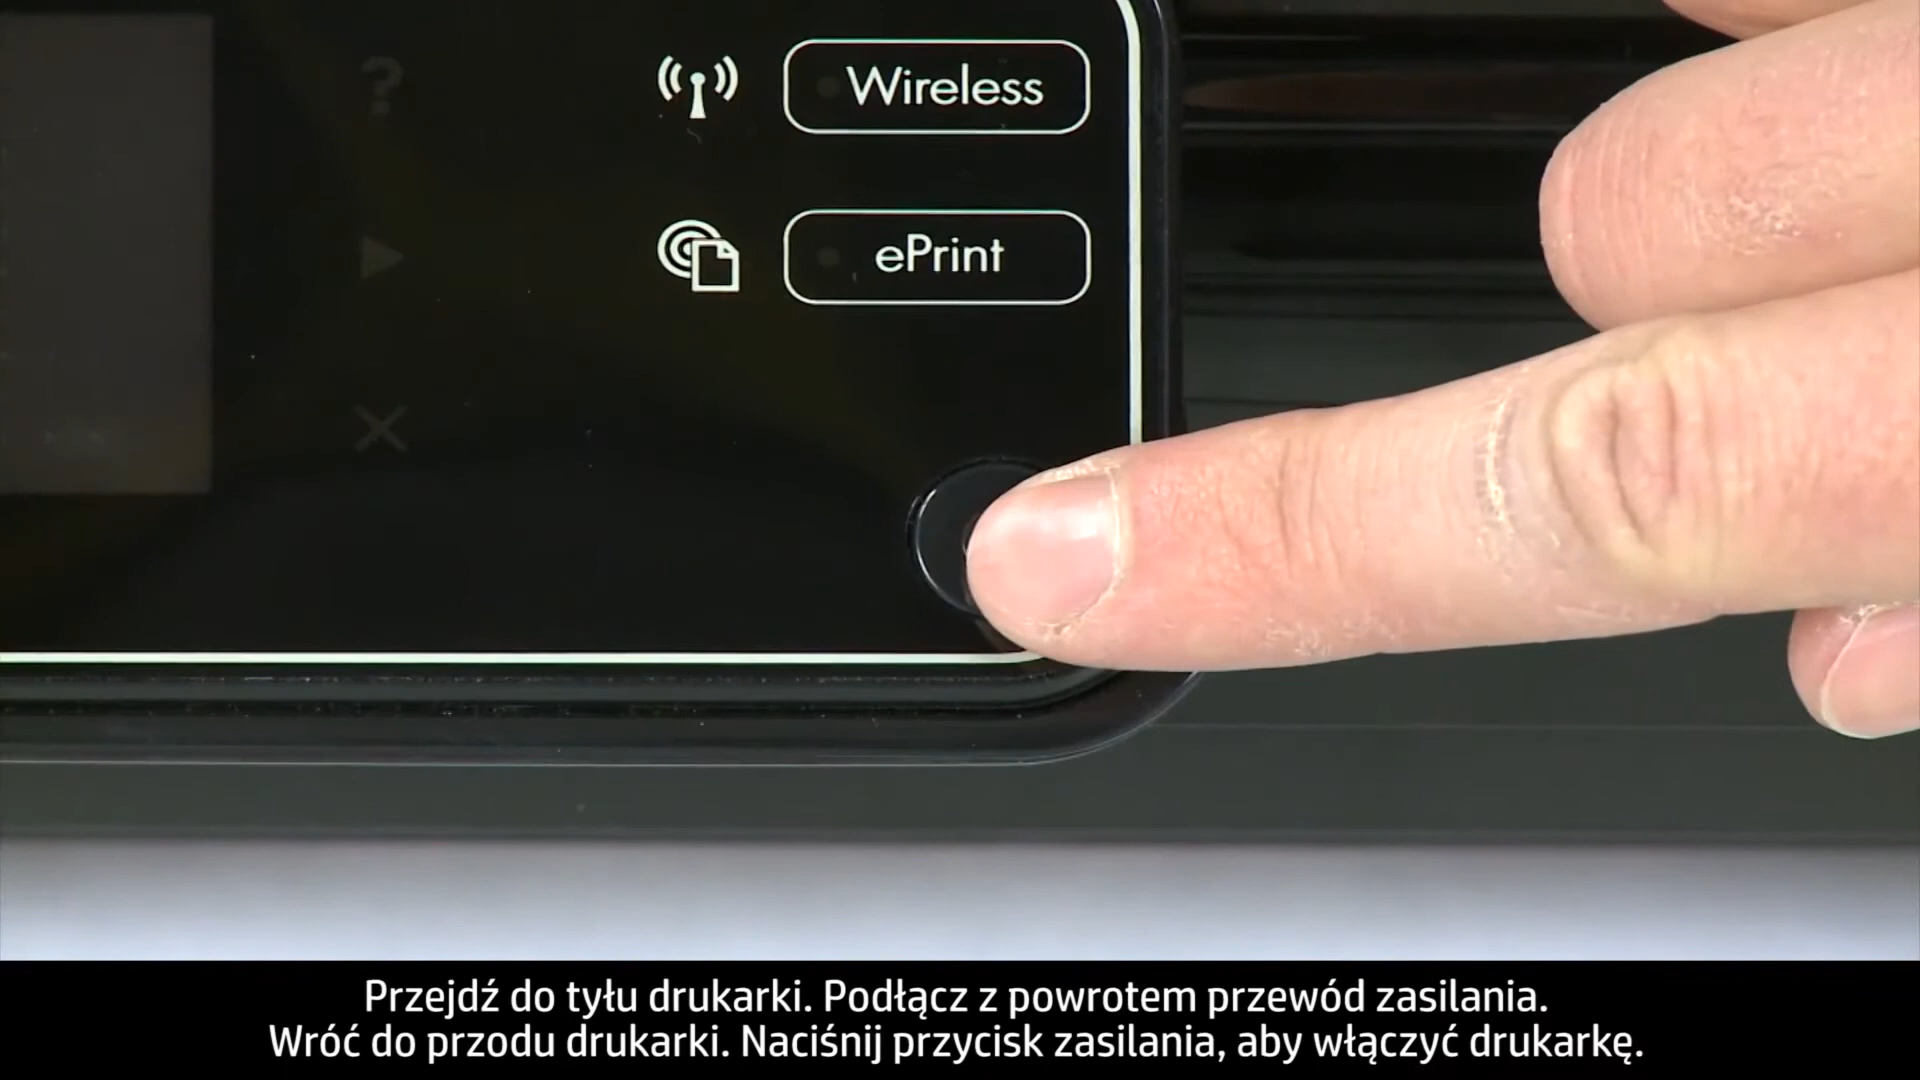 Wireless
ePrint
Przejdź do tyłu drukarki. Podłącz z powrotem przewód zasilania.
Wróć do przodu drukarki. Naciśnij przycisk zasilania, aby włączyć drukarkę.